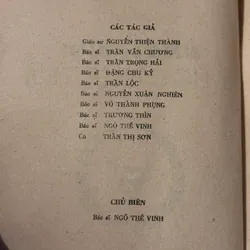 CÁC TÁC GIẢ
Giáo sư NGUYỄN THIỆN THÀNH
Bác sĩ TRẦN VĂN CHƯƠNG
Bác sĩ TRẦN TRỌNG HẢI
Bác sĩ ĐẶNG CHU KỶ
Bác sĩ TRẦN LỘC
Bác sĩ NGUYỄN XUÂN NGHIÊN
Bác sĩ VÕ THÀNH PHỤNG
Bác sĩ TRƯƠNG THÌN
Bác sĩ NGÔ THẾ VINH
Cô TRẦN THỊ SƠN
CHỦ BIÊN
Bác sĩ NGÔ THẾ VINH